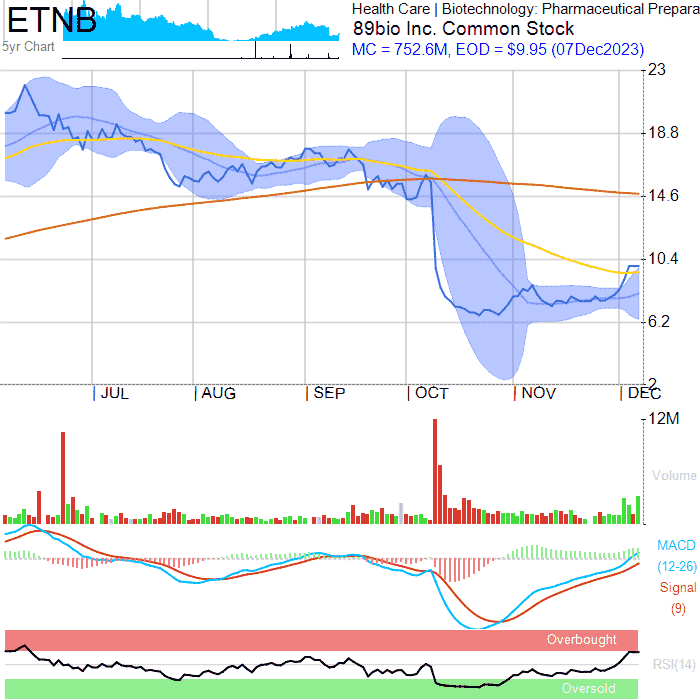 ETNB
5yr Chart
Health Care | Biotechnology: Pharmaceutical Prepara
89bio Inc. Common Stock
MC = 752.6M, EOD = $9.95 (07Dec2023)
23
18.8
14.6
10.4
6.2
2
JUL AUG SEP OCT NOV DEC
12M
Volume
MACD
(12-26)
Signal
(9)
Overbought
RSI(14)
Oversold